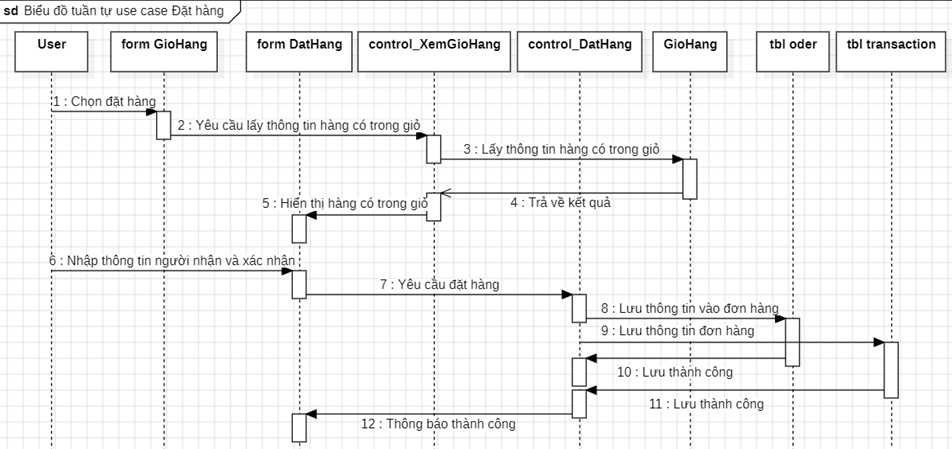 sd Biểu đồ tuần tự use case Đặt hàng
User
form GioHang
form DatHang
control_XemGioHang
control_DatHang
GioHang
tbl oder
tbl transaction
1 : Chọn đặt hàng
2 : Yêu cầu lấy thông tin hàng có trong giỏ
3 : Lấy thông tin hàng có trong giỏ
4 : Trả về kết quả
5 : Hiển thị hàng có trong giỏ
6 : Nhập thông tin người nhận và xác nhận
7 : Yêu cầu đặt hàng
8 : Lưu thông tin vào đơn hàng
9 : Lưu thông tin đơn hàng
10 : Lưu thành công
11 : Lưu thành công
12 : Thông báo thành công